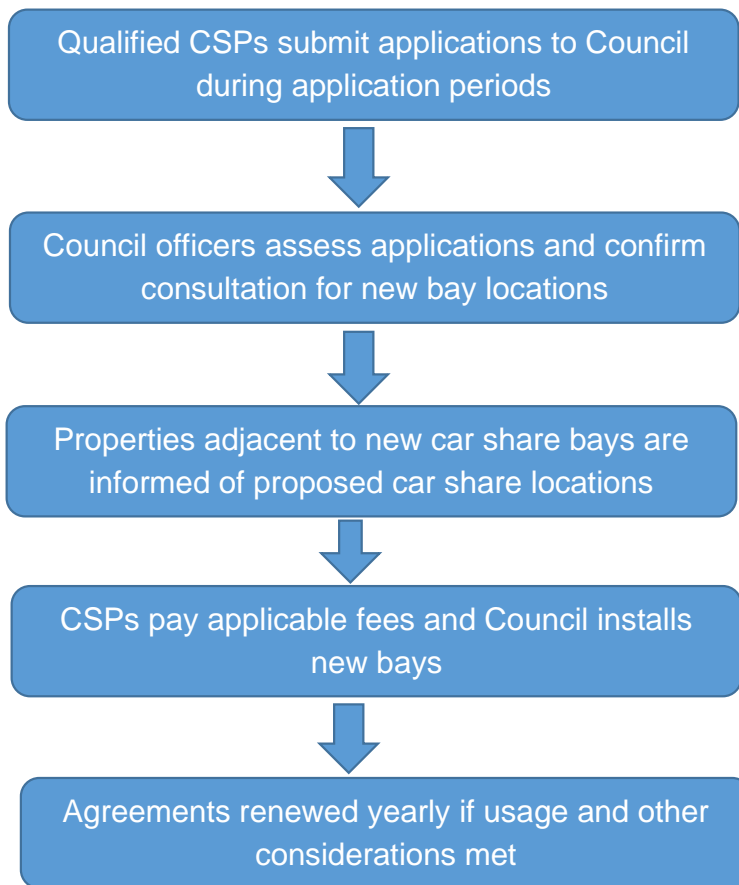 Qualified CSPs submit applications to Council
during application periods
Council officers assess applications and confirm
consultation for new bay locations
Properties adjacent to new car share bays are
informed of proposed car share locations
CSPs pay applicable fees and Council installs
new bays
Agreements renewed yearly if usage and other
considerations met